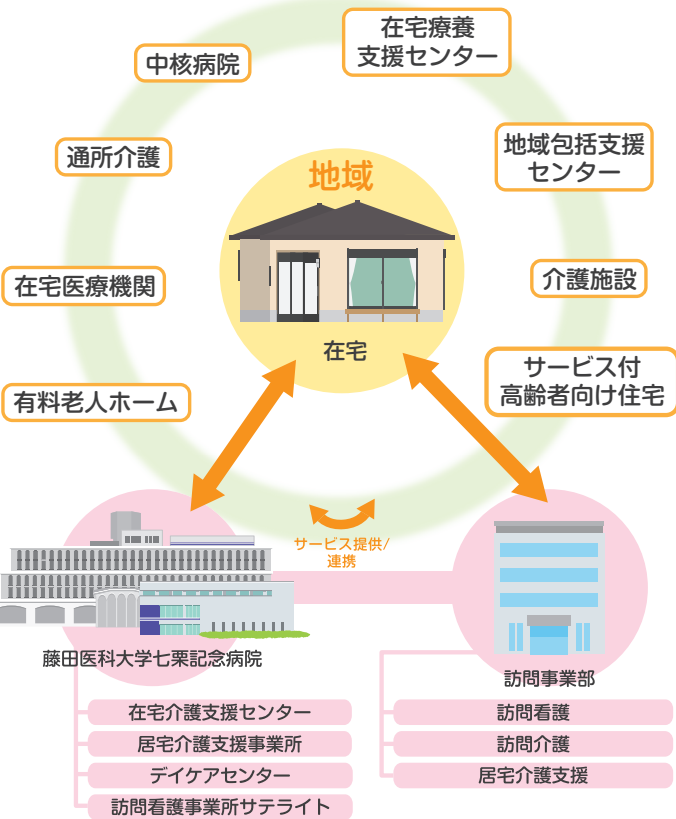 在宅療養
支援センター
中核病院
地域包括支援
センター
通所介護
地域
在宅医療機関
介護施設
在宅
サービス付
高齢者向け住宅
有料老人ホーム
サービス提供/
連携
藤田医科大学七栗記念病院
訪問事業部
在宅介護支援センター
居宅介護支援事業所
デイケアセンター
訪問看護事業所サテライト
訪問看護
訪問介護
居宅介護支援